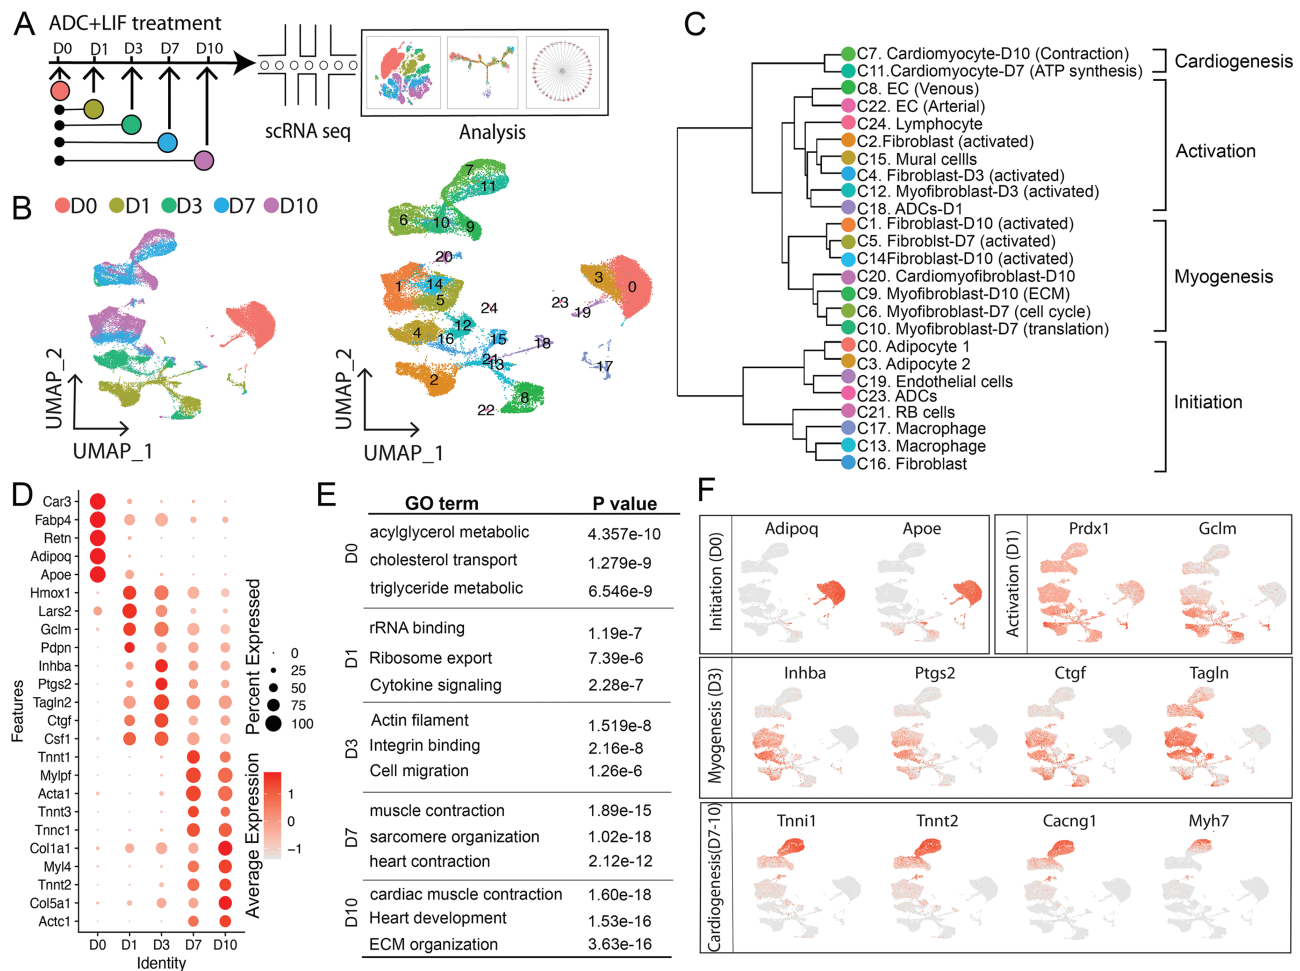 A
ADC+LIF treatment
D0 D1 D3 D7 D10
scRNA seq
Analysis
B
D0 D1 D3 D7 D10
UMAP_2
UMAP_1
7
11
6
10
9
20
1
14
5
3
0
23
19
24
12
4
16
15
18
21
13
17
2
8
22
UMAP_2
UMAP_1
C
C7. Cardiomyocyte-D10 (Contraction)
C11.Cardiomyocyte-D7 (ATP synthesis)
C8. EC (Venous)
C22. EC (Arterial)
C24. Lymphocyte
C2.Fibroblast (activated)
C15. Mural cellls
C4. Fibroblast-D3 (activated)
C12. Myofibroblast-D3 (activated)
C18. ADCs-D1
C1. Fibroblast-D10 (activated)
C5. Fibroblst-D7 (activated)
C14Fibroblast-D10 (activated)
C20. Cardiomyofibroblast-D10
C9. Myofibroblast-D10 (ECM)
C6. Myofibroblast-D7 (cell cycle)
C10. Myofibroblast-D7 (translation)
C0. Adipocyte 1
C3. Adipocyte 2
C19. Endothelial cells
C23. ADCs
C21. RB cells
C17. Macrophage
C13. Macrophage
C16. Fibroblast
Cardiogenesis
Activation
Myogenesis
Initiation
D
Features
Car3
Fabp4
Retn
Adipoq
Apoe
Hmox1
Lars2
Gclm
Pdpn
Inhba
Ptgs2
Tagln2
Ctgf
Csf1
Tnnt1
Mylpf
Acta1
Tnnt3
Tnnc1
Col1a1
Myl4
Tnnt2
Col5a1
Actc1
D0 D1 D3 D7 D10
Identity
Percent Expressed
0
25
50
75
100
Average Expression
1
0
−1
E
GO term P value
D0
acylglycerol metabolic 4.357e-10
cholesterol transport 1.279e-9
triglyceride metabolic 6.546e-9
D1
rRNA binding 1.19e-7
Ribosome export 7.39e-6
Cytokine signaling 2.28e-7
D3
Actin filament 1.519e-8
Integrin binding 2.16e-8
Cell migration 1.26e-6
D7
muscle contraction 1.89e-15
sarcomere organization 1.02e-18
heart contraction 2.12e-12
D10
cardiac muscle contraction 1.60e-18
Heart development 1.53e-16
ECM organization 3.63e-16
F
Initiation (D0)
Adipoq Apoe
Activation (D1)
Prdx1 Gclm
Myogenesis (D3)
Inhba Ptgs2 Ctgf Tagln
Cardiogenesis(D7-10)
Tnni1 Tnnt2 Cacng1 Myh7